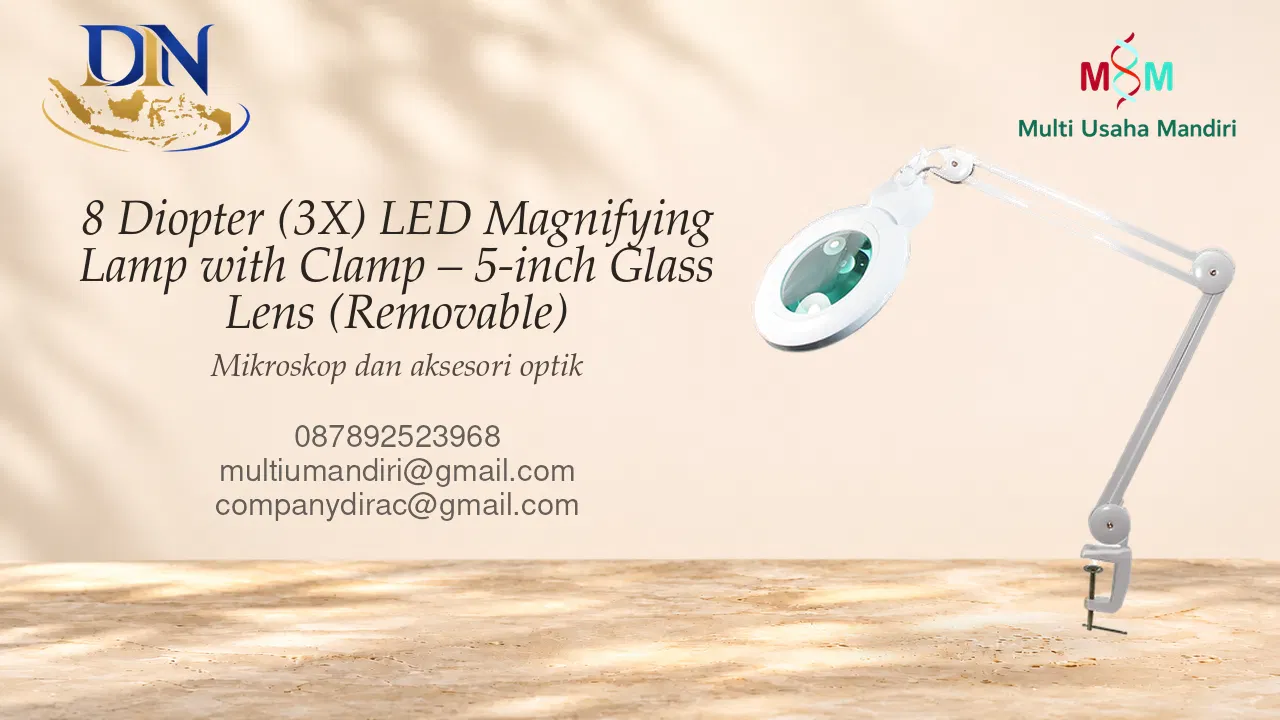 DIN
M M
Multi Usaha Mandiri
8 Diopter (3X) LED Magnifying
Lamp with Clamp – 5-inch Glass
Lens (Removable)
Mikroskop dan aksesori optik
087892523968
multiumandiri@gmail.com
companydirac@gmail.com